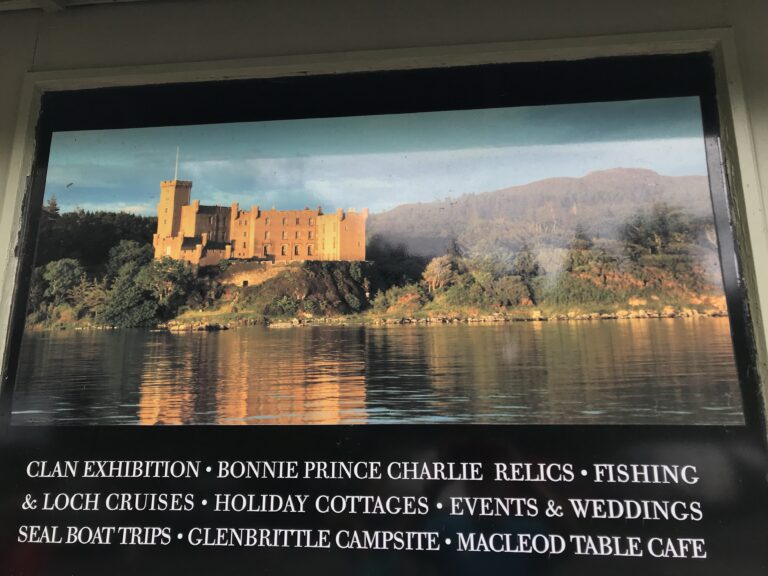 CLAN EXHIBITION • BONNIE PRINCE CHARLIE RELICS • FISHING
& LOCH CRUISES • HOLIDAY COTTAGES • EVENTS & WEDDINGS
SEAL BOAT TRIPS • GLENBRITTLE CAMPSITE • MACLEOD TABLE CAFE